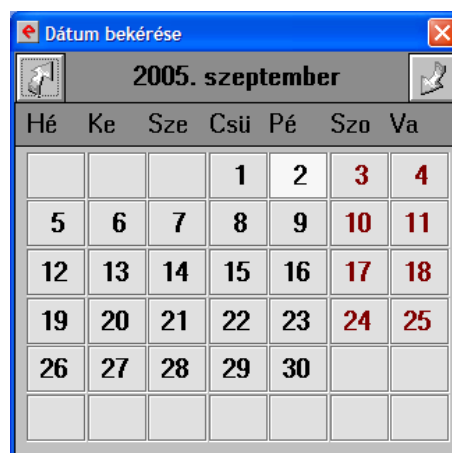 Dátum bekérése
2005. szeptember
Hé Ke Sze Csü Pé Szo Va
1 2 3 4
5 6 7 8 9 10 11
12 13 14 15 16 17 18
19 20 21 22 23 24 25
26 27 28 29 30